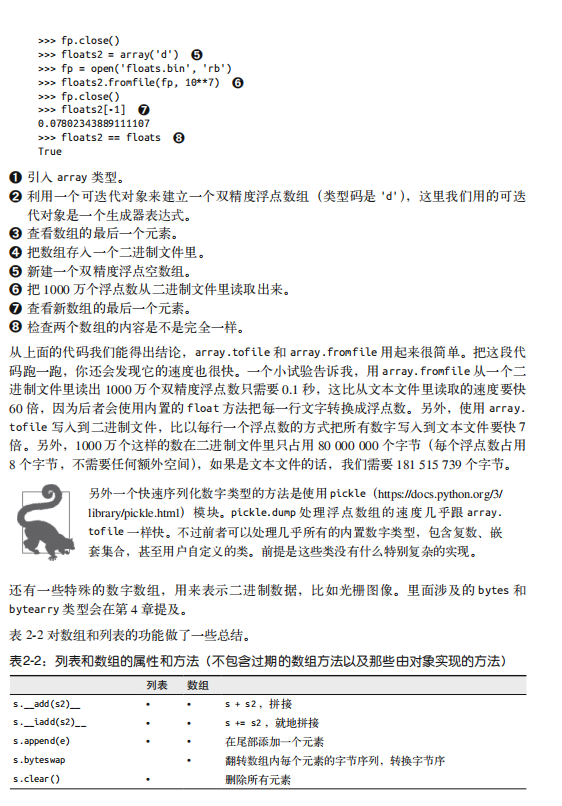 >>> fp.close()
>>> floats2 = array('d') ❺
>>> fp = open('floats.bin', 'rb')
>>> floats2.fromfile(fp, 10**7) ❻
>>> fp.close()
>>> floats2[-1] ❼
0.07802343889111107
>>> floats2 == floats ❽
True
❶ 引入 array 类型。
❷ 利用一个可迭代对象来建立一个双精度浮点数组（类型码是 'd'），这里我们用的可迭
代对象是一个生成器表达式。
❸ 查看数组的最后一个元素。
❹ 把数组存入一个二进制文件里。
❺ 新建一个双精度浮点空数组。
❻ 把 1000 万个浮点数从二进制文件里读取出来。
❼ 查看新数组的最后一个元素。
❽ 检查两个数组的内容是不是完全一样。
从上面的代码我们能得出结论，array.tofile 和 array.fromfile 用起来很简单。把这段代
码跑一跑，你还会发现它的速度也很快。一个小试验告诉我，用 array.fromfile 从一个二
进制文件里读出 1000 万个双精度浮点数只需要 0.1 秒，这比从文本文件里读取的速度要快
60 倍，因为后者会使用内置的 float 方法把每一行文字转换成浮点数。另外，使用 array.
tofile 写入到二进制文件，比以每行一个浮点数的方式把所有数字写入到文本文件要快 7
倍。另外，1000 万个这样的数在二进制文件里只占用 80 000 000 个字节（每个浮点数占用
8 个字节，不需要任何额外空间），如果是文本文件的话，我们需要 181 515 739 个字节。
另外一个快速序列化数字类型的方法是使用 pickle（https://docs.python.org/3/
library/pickle.html）模块。pickle.dump 处理浮点数组的速度几乎跟 array.
tofile 一样快。不过前者可以处理几乎所有的内置数字类型，包含复数、嵌
套集合，甚至用户自定义的类。前提是这些类没有什么特别复杂的实现。
还有一些特殊的数字数组，用来表示二进制数据，比如光栅图像。里面涉及的 bytes 和
bytearry 类型会在第 4 章提及。
表 2-2 对数组和列表的功能做了一些总结。
表2-2：列表和数组的属性和方法（不包含过期的数组方法以及那些由对象实现的方法）
列表 数组
s.__add(s2)__ • • s + s2，拼接
s.__iadd(s2)__ • • s += s2，就地拼接
s.append(e) • • 在尾部添加一个元素
s.byteswap • 翻转数组内每个元素的字节序列，转换字节序
s.clear() • 删除所有元素